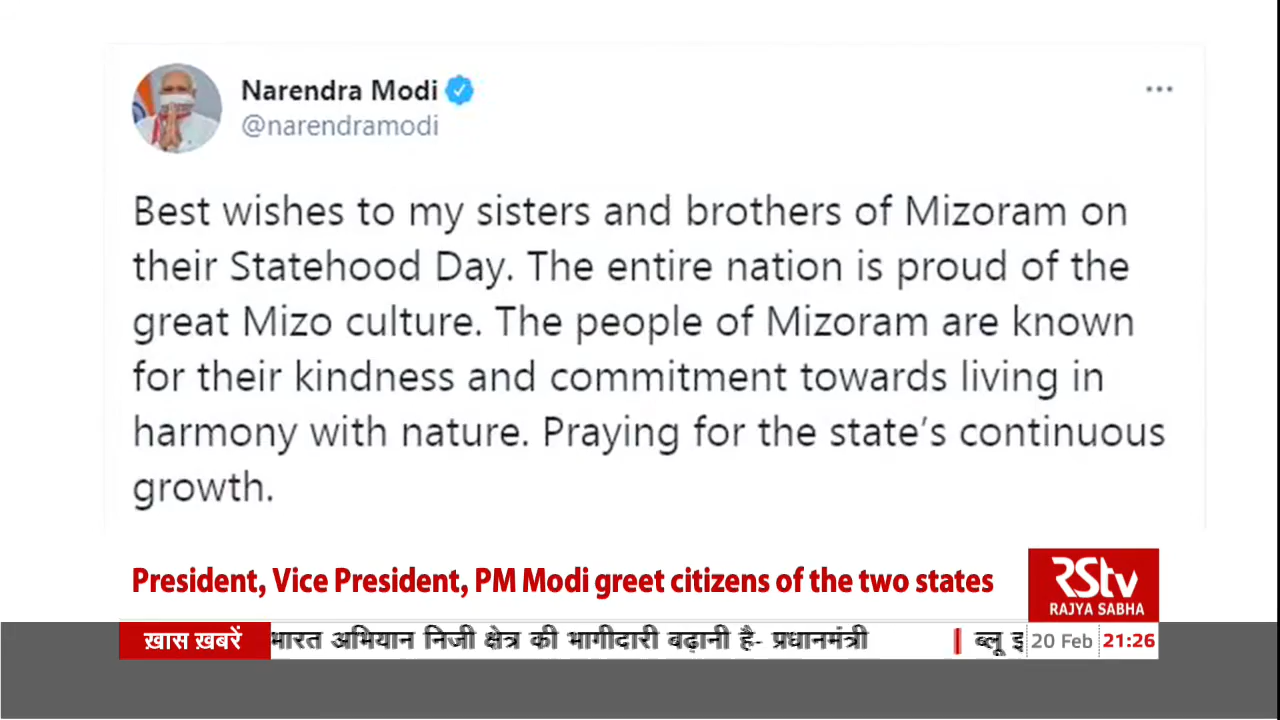 Narendra Modi
@narendramodi
Best wishes to my sisters and brothers of Mizoram on
their Statehood Day. The entire nation is proud of the
great Mizo culture. The people of Mizoram are known
for their kindness and commitment towards living in
harmony with nature. Praying for the state's continuous
growth.
President, Vice President, PM Modi greet citizens of the two states
RSTV
RAJYA SABHA
ख़ास ख़बरें भारत अभियान निजी क्षेत्र की भागीदारी बढ़ानी है- प्रधानमंत्री | ब्लू 20 Feb 21:26